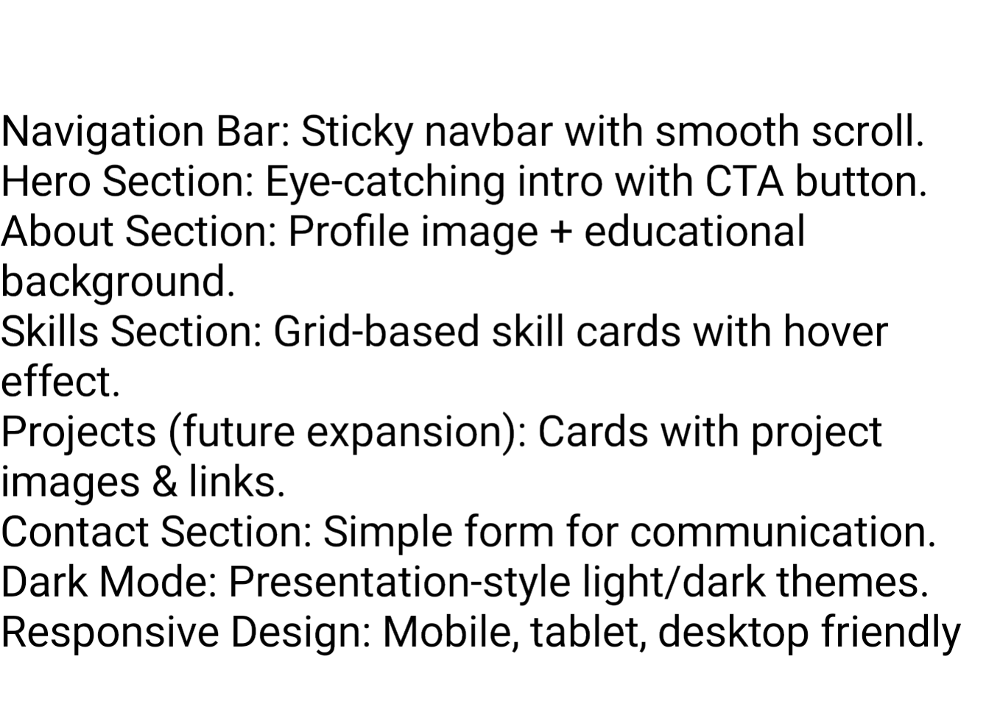 Navigation Bar: Sticky navbar with smooth scroll.
Hero Section: Eye-catching intro with CTA button.
About Section: Profile image + educational
background.
Skills Section: Grid-based skill cards with hover
effect.
Projects (future expansion): Cards with project
images & links.
Contact Section: Simple form for communication.
Dark Mode: Presentation-style light/dark themes.
Responsive Design: Mobile, tablet, desktop friendly